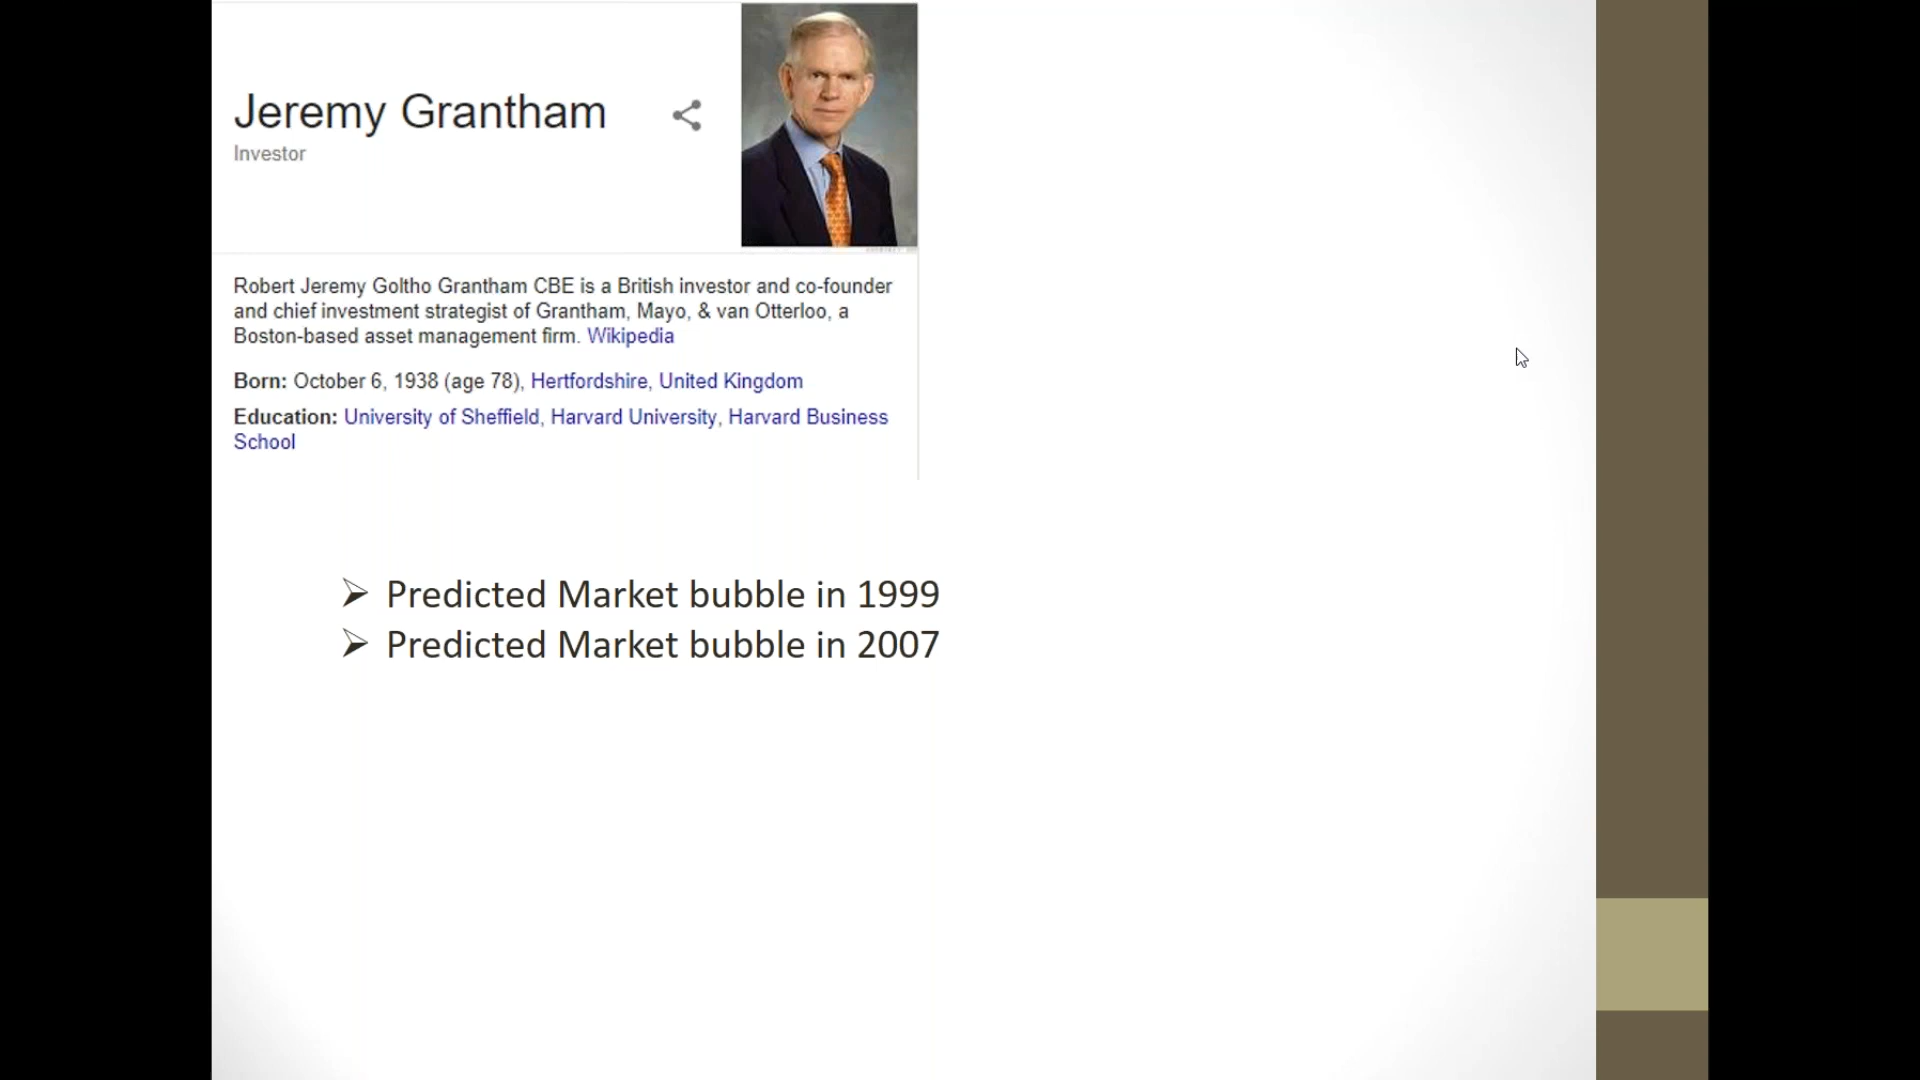 Jeremy Grantham
Investor
Robert Jeremy Goltho Grantham CBE is a British investor and co-founder
and chief investment strategist of Grantham, Mayo, & van Otterloo, a
Boston-based asset management firm. Wikipedia
Born: October 6, 1938 (age 78), Hertfordshire, United Kingdom
Education: University of Sheffield, Harvard University, Harvard Business
School
➢ Predicted Market bubble in 1999
➢ Predicted Market bubble in 2007